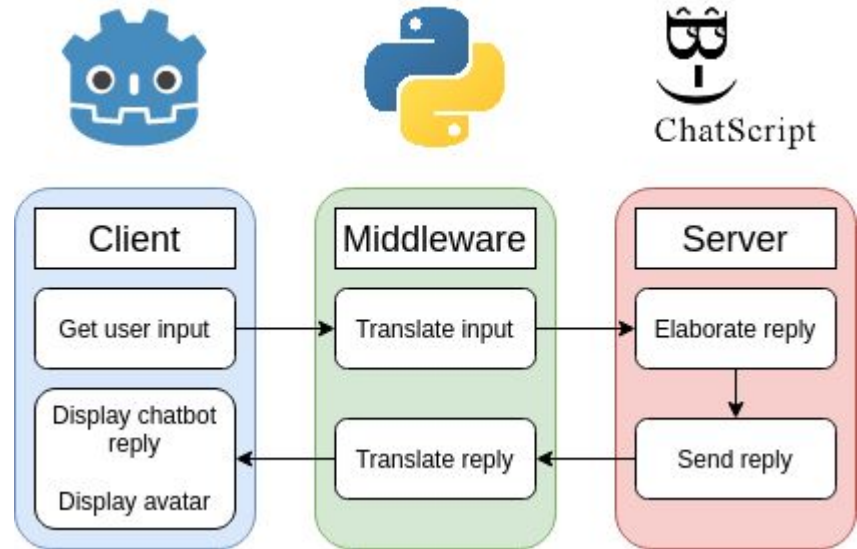 ChatScript
Client
Middleware
Server
Get user input
Translate input
Elaborate reply
Display chatbot
reply
Display avatar
Translate reply
Send reply